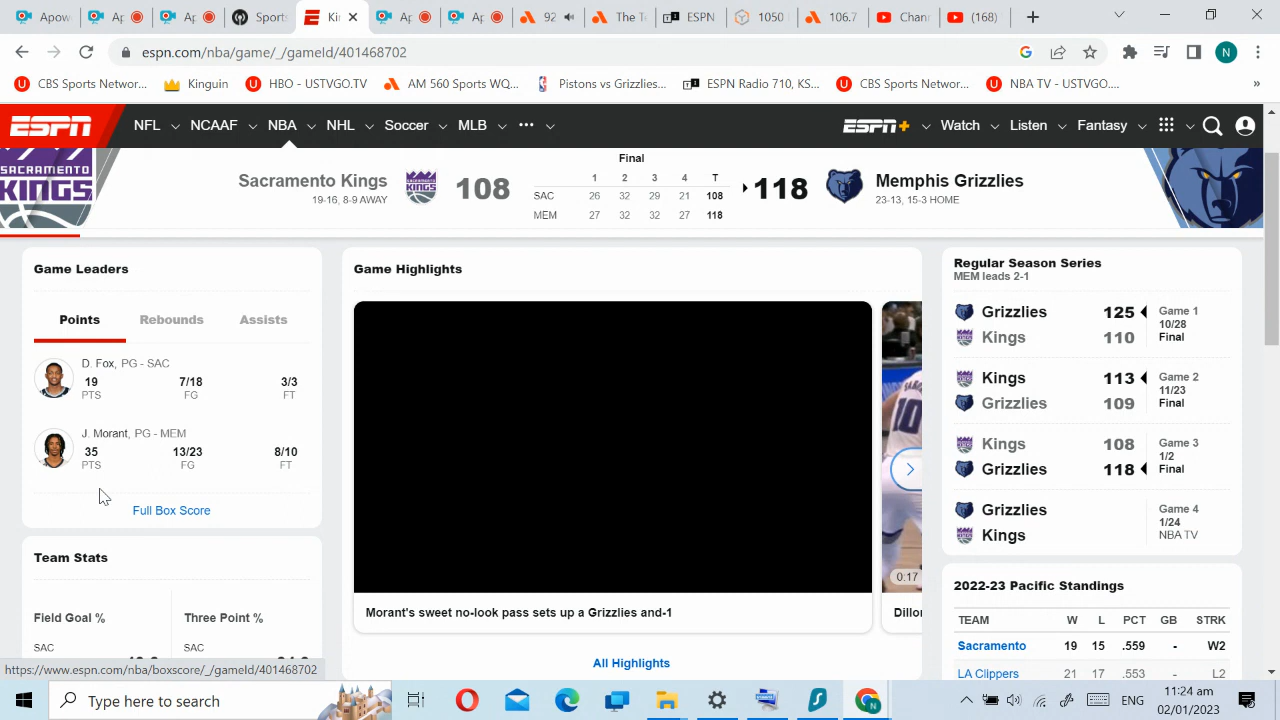 Apow
Ap
Ap
Sports
Kin
Ap
Ap
92
The T
ESPN
1050
106.7
Chann
(168)
espn.com/nba/game/_/gameId/401468702
N
CBS Sports Networ...
Kinguin
HBO - USTVGO.TV
AM 560 Sports WQ...
Pistons vs Grizzlies...
ESPN Radio 710, KS...
CBS Sports Networ...
NBA TV - USTVGO....
ESPN NFL NCAAF NBA NHL Soccer MLB ••• ESPN+ Watch Listen Fantasy
SACRAMENTO
KINGS
Final
Sacramento Kings
19-16, 8-9 AWAY
108
1 2 3 4 T
SAC 26 32 29 21 108
MEM 27 32 32 27 118
118
Memphis Grizzlies
23-13, 15-3 HOME
Game Leaders
Points Rebounds Assists
D. Fox, PG - SAC
19 7/18 3/3
PTS FG FT
J. Morant, PG - MEM
35 13/23 8/10
PTS FG FT
Full Box Score
Team Stats
Field Goal % Three Point %
SAC SAC
https://www.espn.com/nba/boxscore/_/gameId/401468702
Game Highlights
0:17
Morant's sweet no-look pass sets up a Grizzlies and-1
Dillor
All Highlights
Regular Season Series
MEM leads 2-1
Grizzlies 125 Game 1
10/28
Kings 110 Final
Kings 113 Game 2
11/23
Grizzlies 109 Final
Kings 108 Game 3
1/2
Grizzlies 118 Final
Grizzlies Game 4
1/24
Kings NBA TV
2022-23 Pacific Standings
TEAM W L PCT GB STRK
Sacramento 19 15 .559 - W2
LA Clippers 21 17 .553 - L2
Type here to search
ENG
11:24 am
02/01/2023